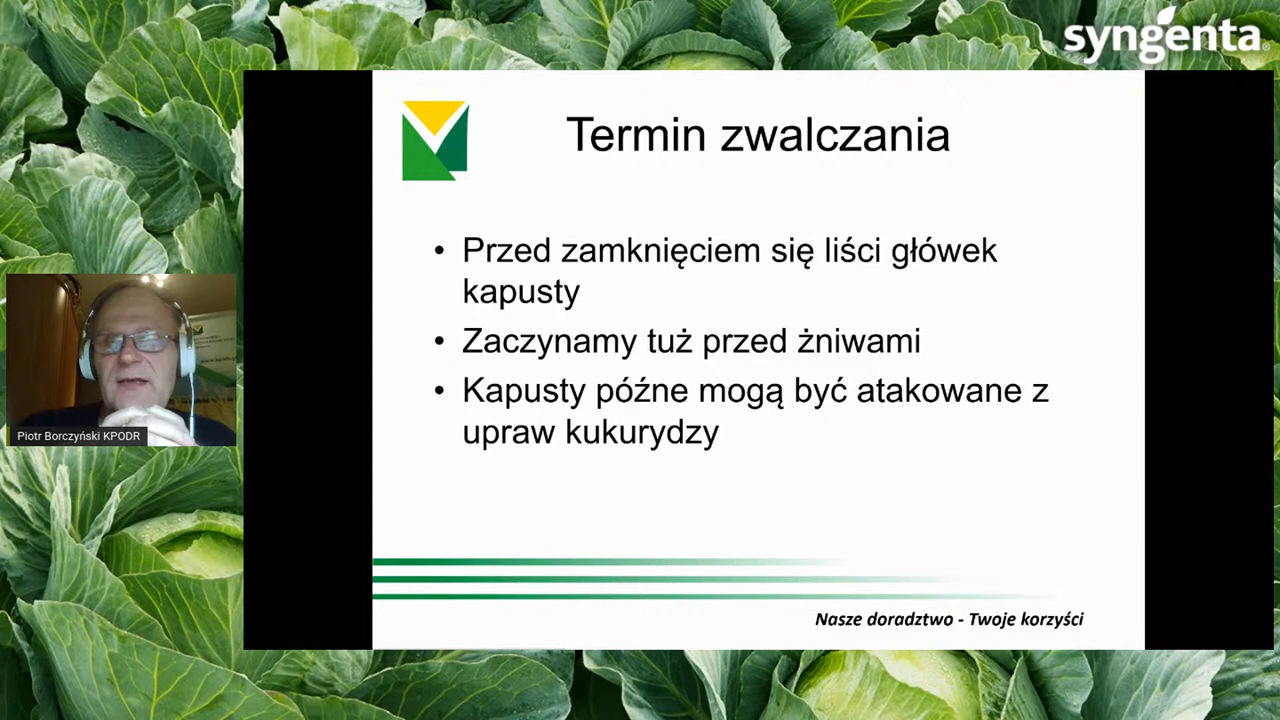 syngenta
Termin zwalczania
• Przed zamknięciem się liści główek
kapusty
• Zaczynamy tuż przed żniwami
• Kapusty późne mogą być atakowane z
upraw kukurydzy
Piotr Borczyński KPODR
Nasze doradztwo - Twoje korzyści